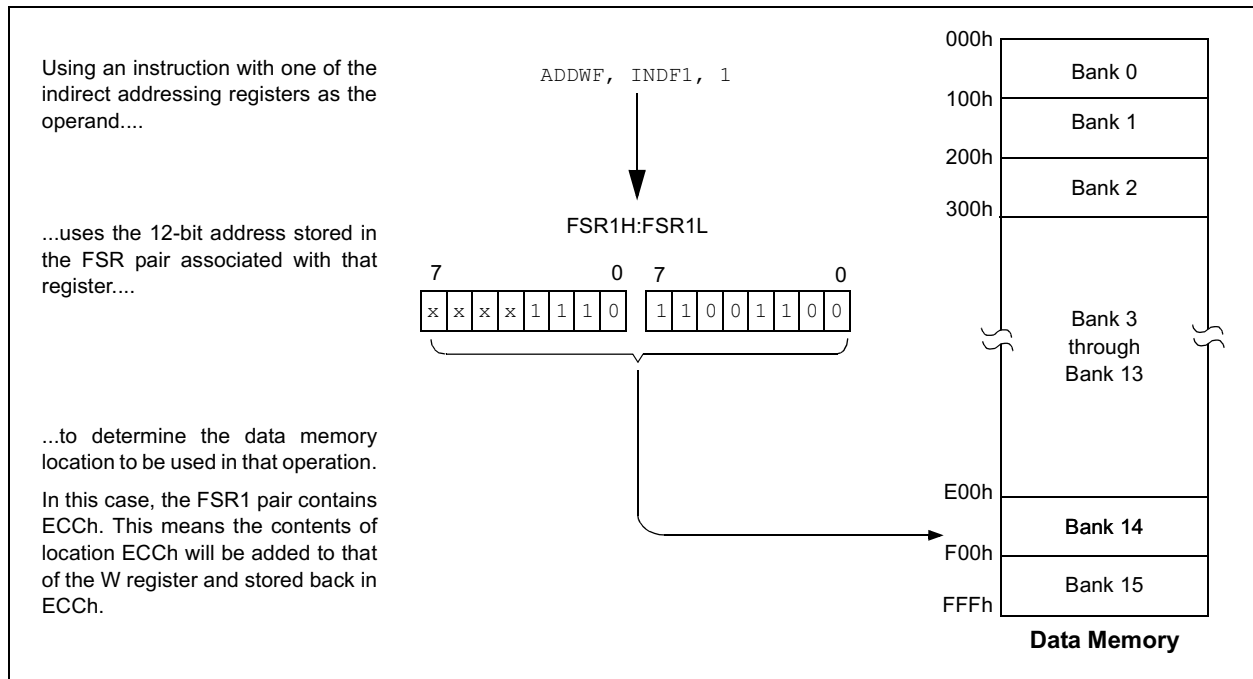 Using an instruction with one of the
indirect addressing registers as the
operand....
ADDWF, INDF1, 1
...uses the 12-bit address stored in
the FSR pair associated with that
register....
FSR1H:FSR1L
7 0 7 0
x x x x 1 1 1 0 1 1 0 0 1 1 0 0
...to determine the data memory
location to be used in that operation.
In this case, the FSR1 pair contains
ECCh. This means the contents of
location ECCh will be added to that
of the W register and stored back in
ECCh.
000h
Bank 0
100h
Bank 1
200h
Bank 2
300h
Bank 3
through
Bank 13
E00h
Bank 14
F00h
Bank 15
FFFh
Data Memory